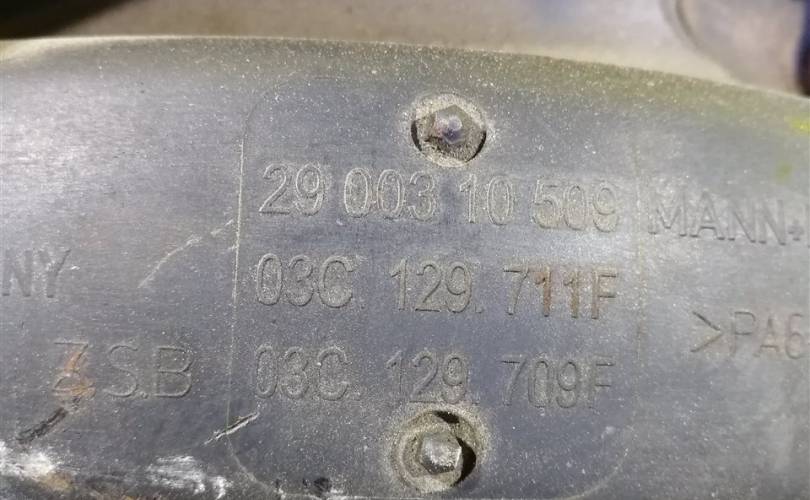 29 003 10 509
MANN+
NY
03C. 129. 711F
>PA6
Z.S.B
03C. 129. 709F